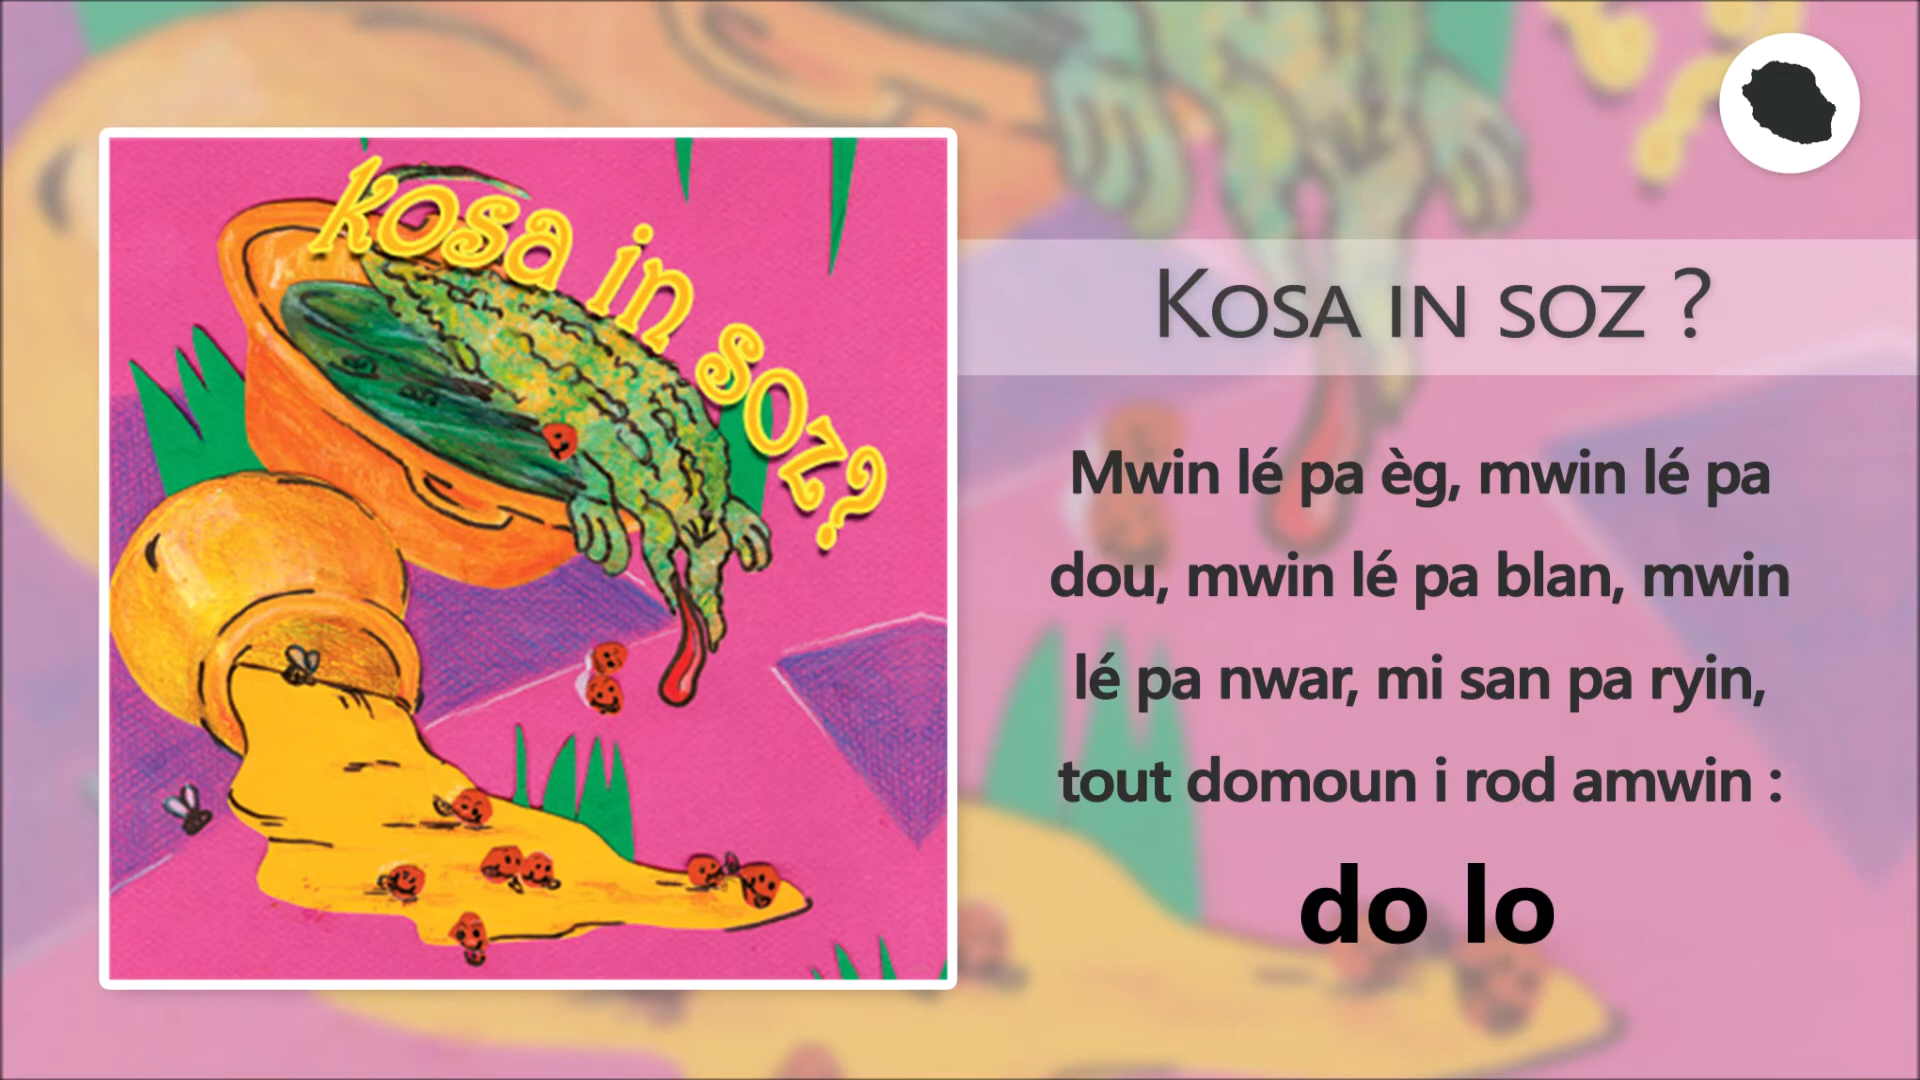 kosa in soz?
Kosa in soz ?
Mwin lé pa èg, mwin lé pa
dou, mwin lé pa blan, mwin
lé pa nwar, mi san pa ryin,
tout domoun i rod amwin :
do lo